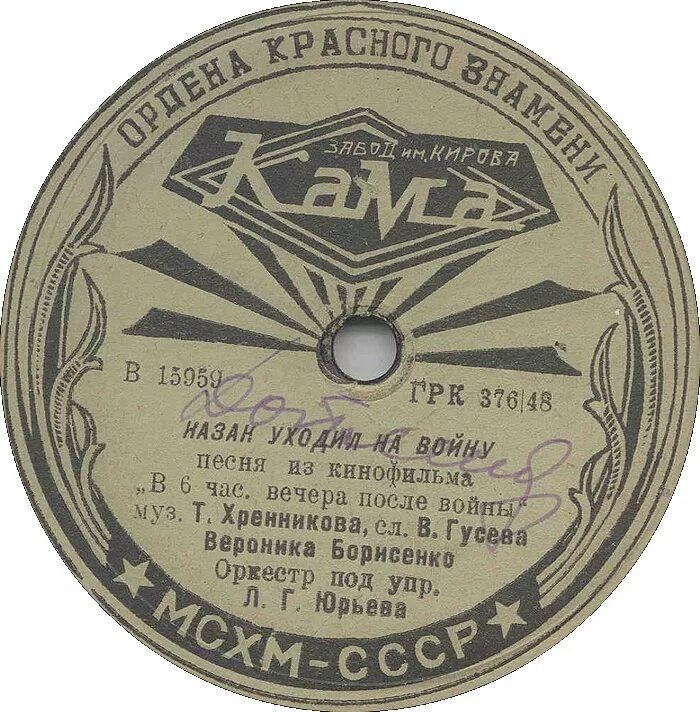 ОРДЕНА КРАСНОГО ЗНАМЕНИ
ЗАВОД ИМ. КИРОВА
КаМа
В 15959
ГРК 376/48
КАЗАК УХОДИЛ НА ВОЙНУ
песня из кинофильма
„В 6 час. вечера после войны"
муз. Т. Хренникова, сл. В. Гусева
Вероника Борисенко
Оркестр под упр.
Л. Г. Юрьева
МСХМ-СССР